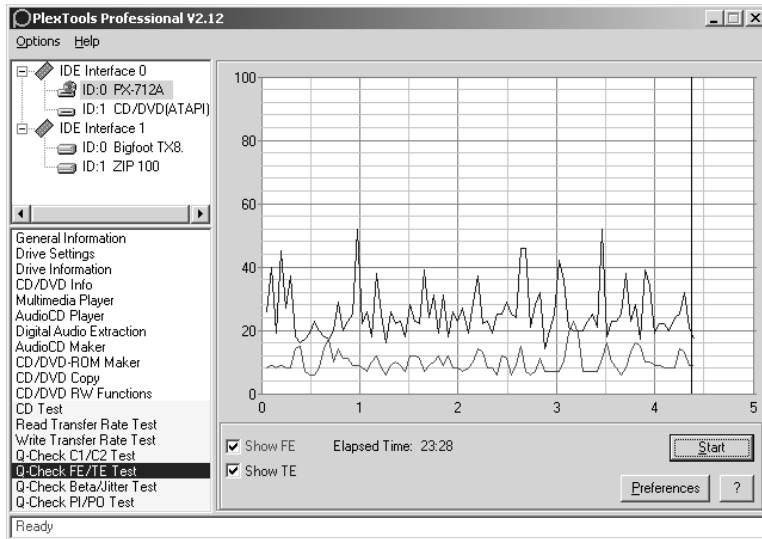 PlexTools Professional V2.12
Options Help
IDE Interface 0
ID:0 PX-712A
ID:1 CD/DVD(ATAPI)
IDE Interface 1
ID:0 Bigfoot TX8.
ID:1 ZIP 100
General Information
Drive Settings
Drive Information
CD/DVD Info
Multimedia Player
AudioCD Player
Digital Audio Extraction
AudioCD Maker
CD/DVD-ROM Maker
CD/DVD Copy
CD/DVD RW Functions
CD Test
Read Transfer Rate Test
Write Transfer Rate Test
Q-Check C1/C2 Test
Q-Check FE/TE Test
Q-Check Beta/Jitter Test
Q-Check PI/PO Test
100
80
60
40
20
0
0 1 2 3 4 5
Show FE Elapsed Time: 23:28 Start
Show TE
Preferences ?
Ready